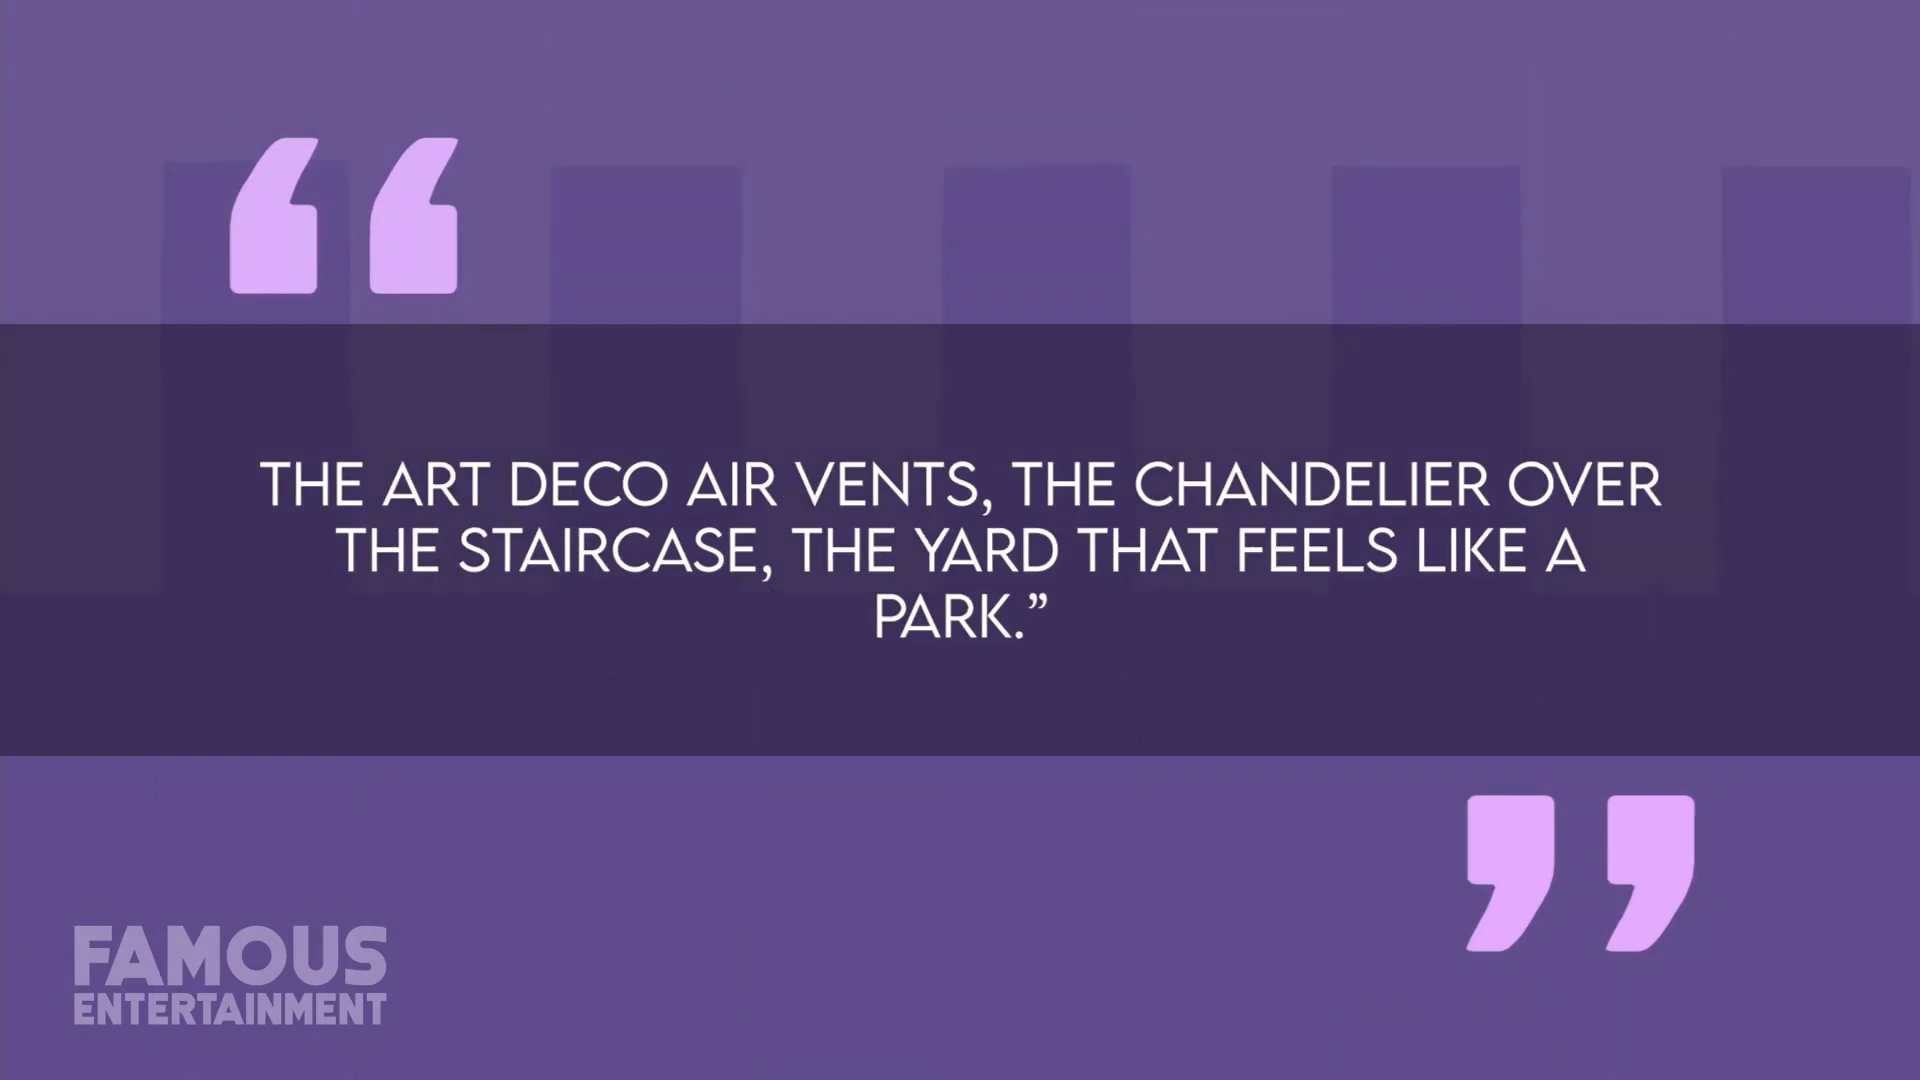 THE ART DECO AIR VENTS, THE CHANDELIER OVER
THE STAIRCASE, THE YARD THAT FEELS LIKE A
PARK.”
FAMOUS
ENTERTAINMENT